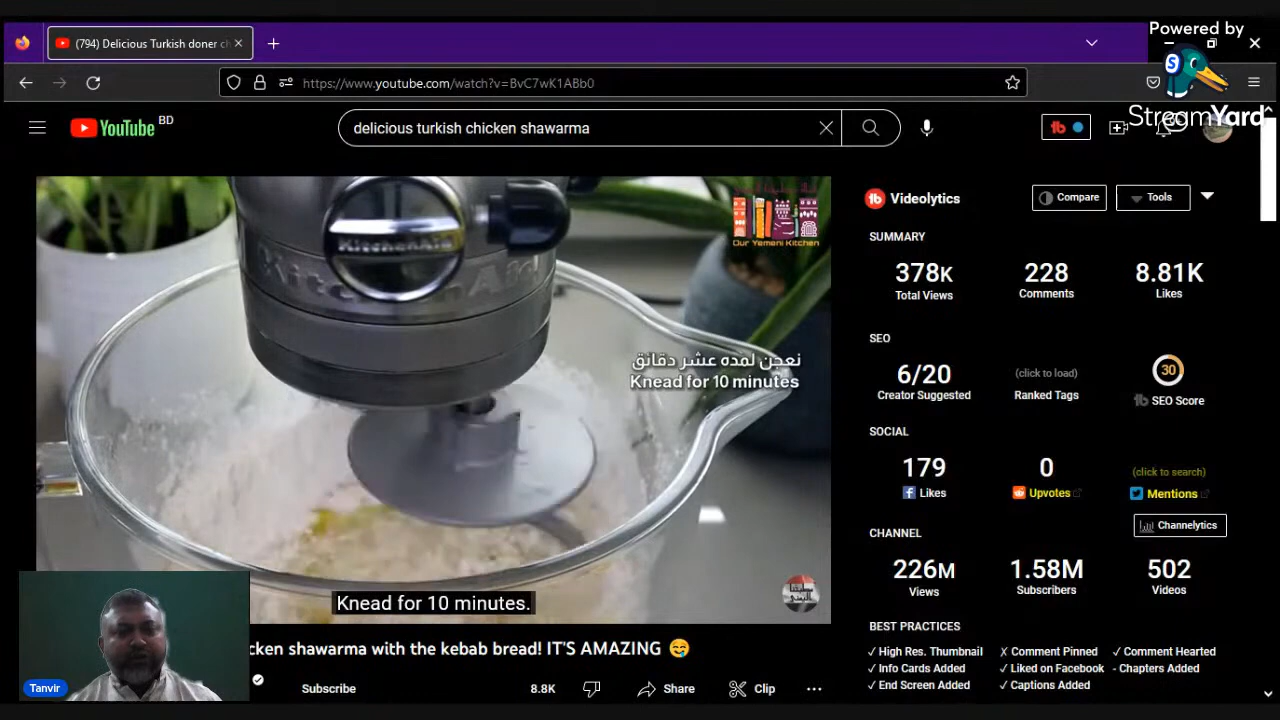 Powered by
StreamYard
(794) Delicious Turkish doner ch
https://www.youtube.com/watch?v=BvC7wK1ABb0
YouTube BD
delicious turkish chicken shawarma
Our Yemeni Kitchen
KitchenAid
KitchenAid
نعجن لمده عشر دقائق
Knead for 10 minutes
Knead for 10 minutes.
cken shawarma with the kebab bread! IT'S AMAZING 🤤
Subscribe
8.8K
Share
Clip
Tanvir
Videolytics
Compare
Tools
SUMMARY
378K 228 8.81K
Total Views Comments Likes
SEO
6/20 (click to load) 30
Creator Suggested Ranked Tags tb SEO Score
SOCIAL
179 0 (click to search)
Likes Upvotes Mentions
Channelytics
CHANNEL
226M 1.58M 502
Views Subscribers Videos
BEST PRACTICES
✓ High Res. Thumbnail ✗ Comment Pinned ✓ Comment Hearted
✓ Info Cards Added ✓ Liked on Facebook - Chapters Added
✓ End Screen Added ✓ Captions Added